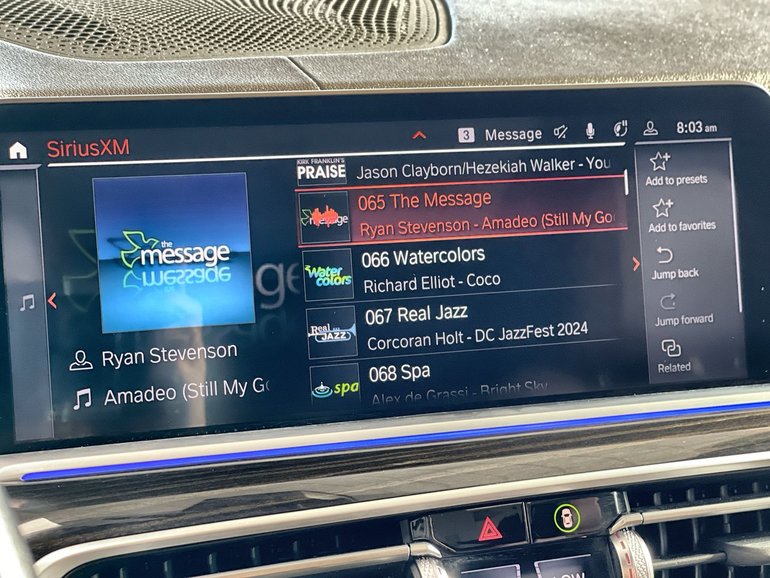 SiriusXM
3 Message
8:03 am
the
message
Ryan Stevenson
Amadeo (Still My Go
KIRK FRANKLIN'S
PRAISE
Jason Clayborn/Hezekiah Walker - You
065 The Message
message
Ryan Stevenson - Amadeo (Still My Go
Water
colors
066 Watercolors
Richard Elliot - Coco
Real
JAZZ
067 Real Jazz
Corcoran Holt - DC JazzFest 2024
spa
068 Spa
Alex de Grassi - Bright Sky
Add to presets
Add to favorites
Jump back
Jump forward
Related
LOW